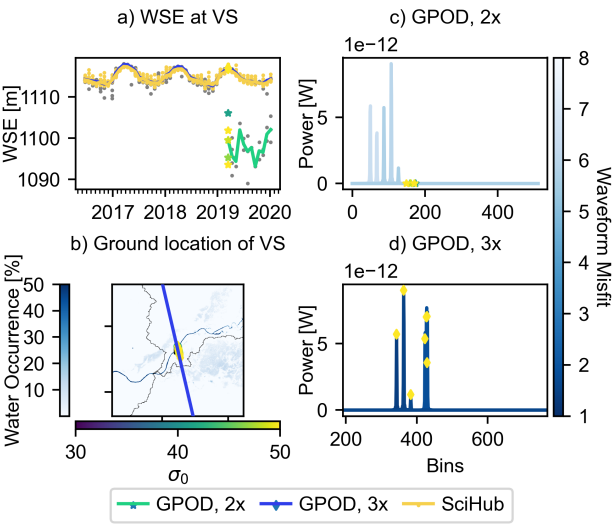 a) WSE at VS
WSE [m]
1110
1100
1090
2017
2018
2019
2020
c) GPOD, 2x
1e−12
Power [W]
5
0
0
200
400
8
7
6
5
4
3
2
1
Waveform Misfit
b) Ground location of VS
Water Occurrence [%]
50
40
30
20
10
30
40
50
σ0
d) GPOD, 3x
1e−12
Power [W]
5
0
200
400
600
Bins
GPOD, 2x
GPOD, 3x
SciHub